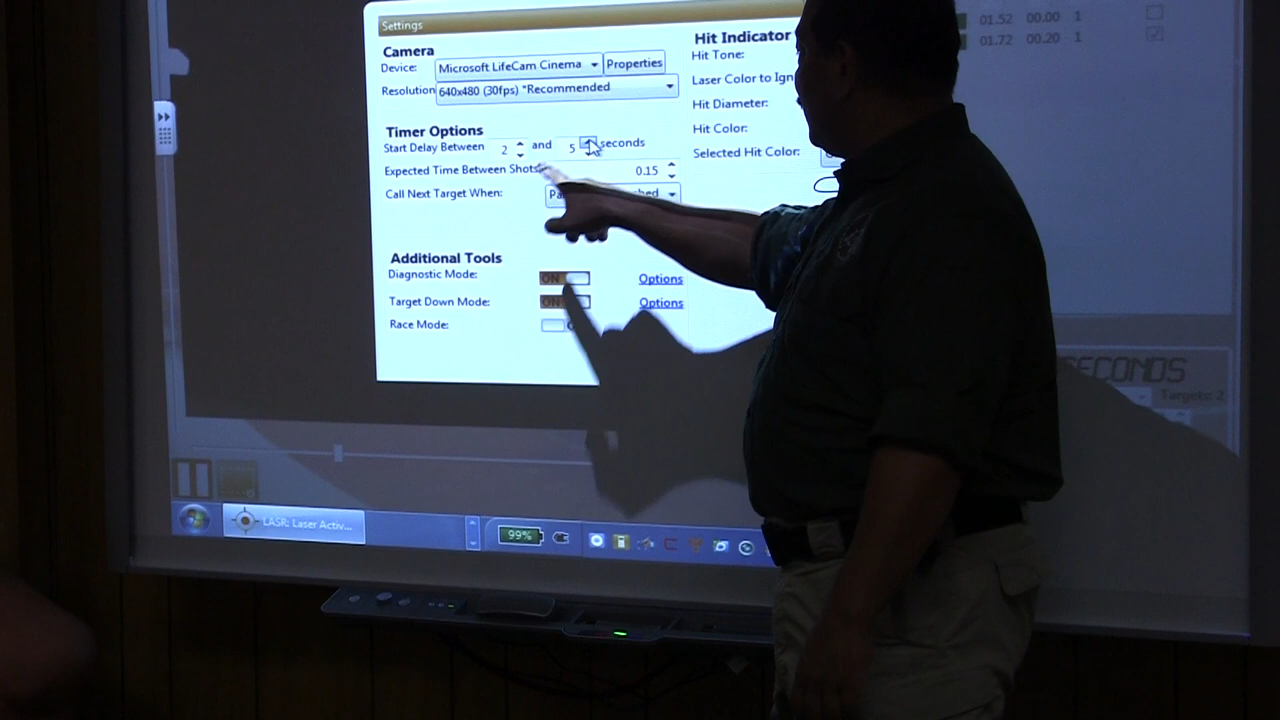 Settings
Camera
Device: Microsoft LifeCam Cinema Properties
Resolution 640x480 (30fps) *Recommended
Timer Options
Start Delay Between 2 and 5 seconds
Expected Time Between Shots: 0.15
Call Next Target When:
Additional Tools
Diagnostic Mode: ON Options
Target Down Mode: ON Options
Race Mode:
Hit Indicator
Hit Tone:
Laser Color to Ign
Hit Diameter:
Hit Color:
Selected Hit Color:
01.52 00.00 1
01.72 00.20 1
SECONDS
Targets: 2
LASR: Laser Activ...
99%